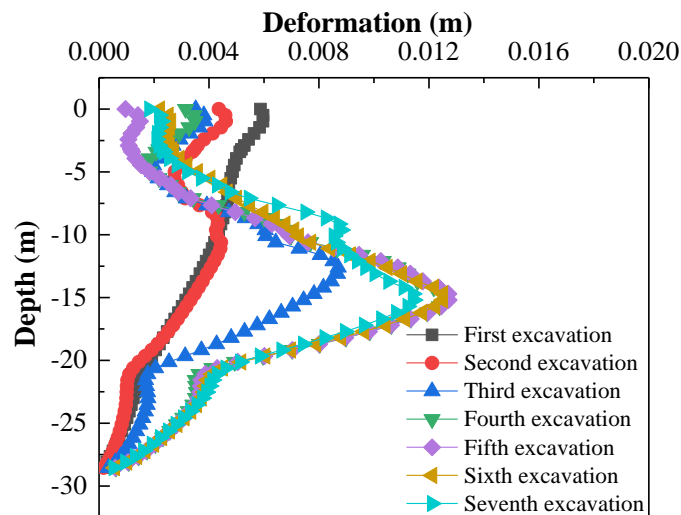 Deformation (m)
0.000 0.004 0.008 0.012 0.016 0.020
Depth (m)
0
-5
-10
-15
-20
-25
-30
First excavation
Second excavation
Third excavation
Fourth excavation
Fifth excavation
Sixth excavation
Seventh excavation